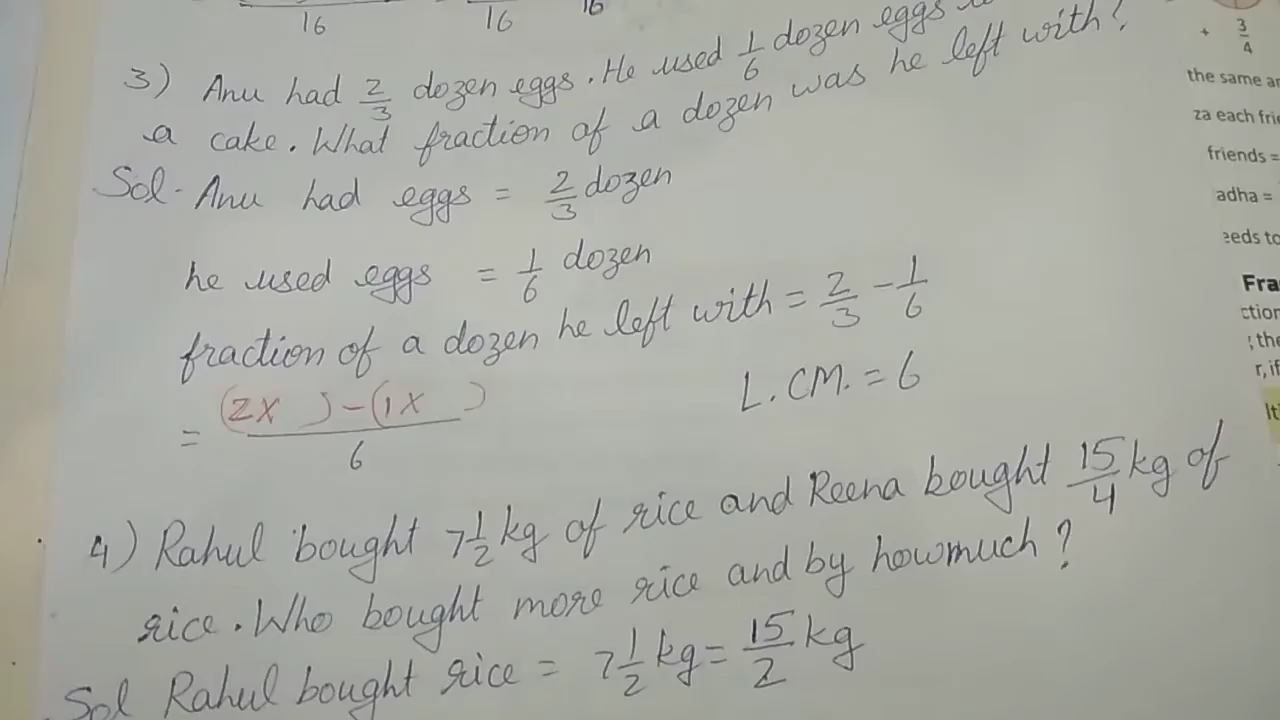 16 16 16
3) Anu had 2/3 dozen eggs. He used 1/6 dozen eggs
a cake. What fraction of a dozen was he left with?
Sol- Anu had eggs = 2/3 dozen
he used eggs = 1/6 dozen
fraction of a dozen he left with = 2/3 - 1/6
= (2x ) - (1x ) / 6
L.CM. = 6
4) Rahul bought 7 1/2 kg of rice and Reena bought 15/4 kg of
rice. Who bought more rice and by howmuch?
Sol Rahul bought rice = 7 1/2 kg = 15/2 kg
+ 3/4
the same
za each
friends =
adha =
eeds to
Fra
ction
; the
r, if
It